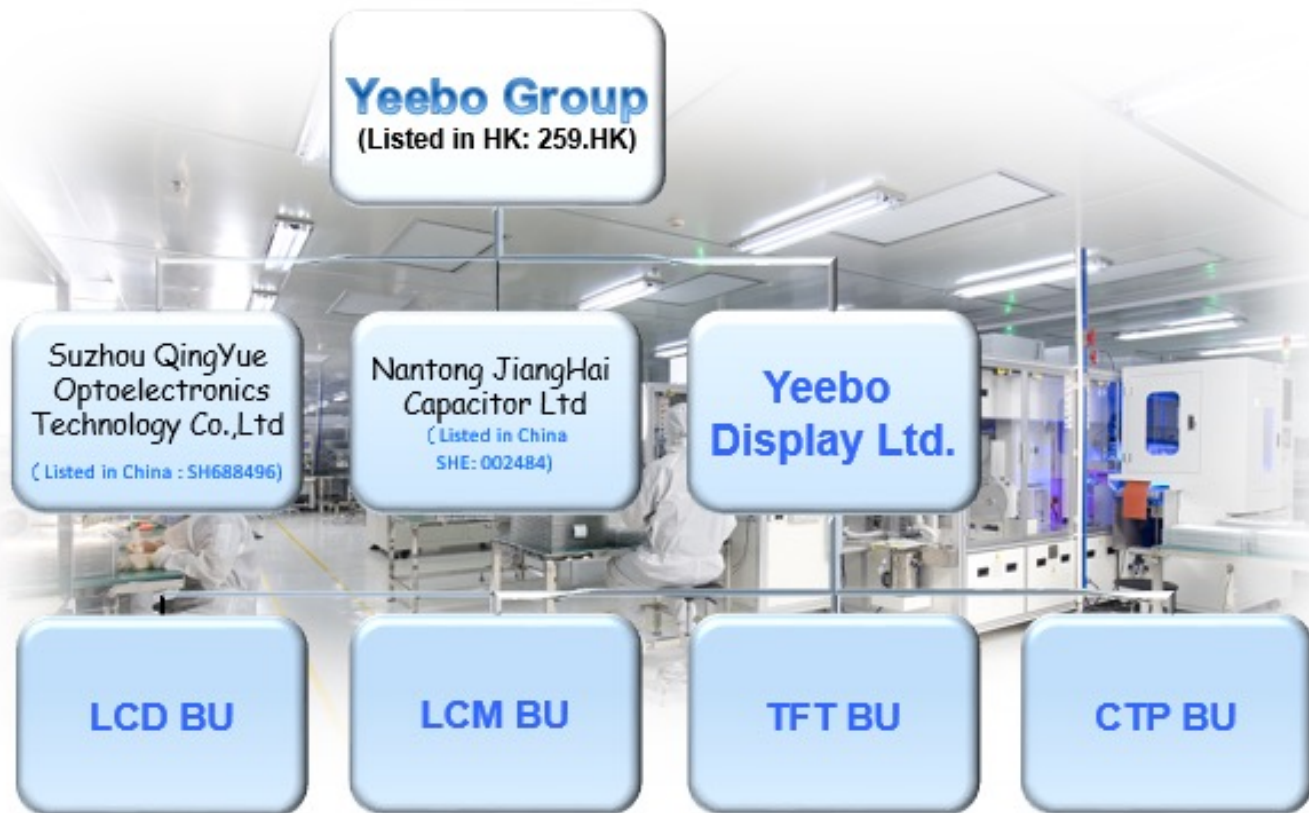 Yeebo Group
(Listed in HK: 259.HK)
Suzhou QingYue
Optoelectronics
Technology Co.,Ltd
（Listed in China : SH688496)
Nantong JiangHai
Capacitor Ltd
（Listed in China
SHE: 002484)
Yeebo
Display Ltd.
LCD BU
LCM BU
TFT BU
CTP BU